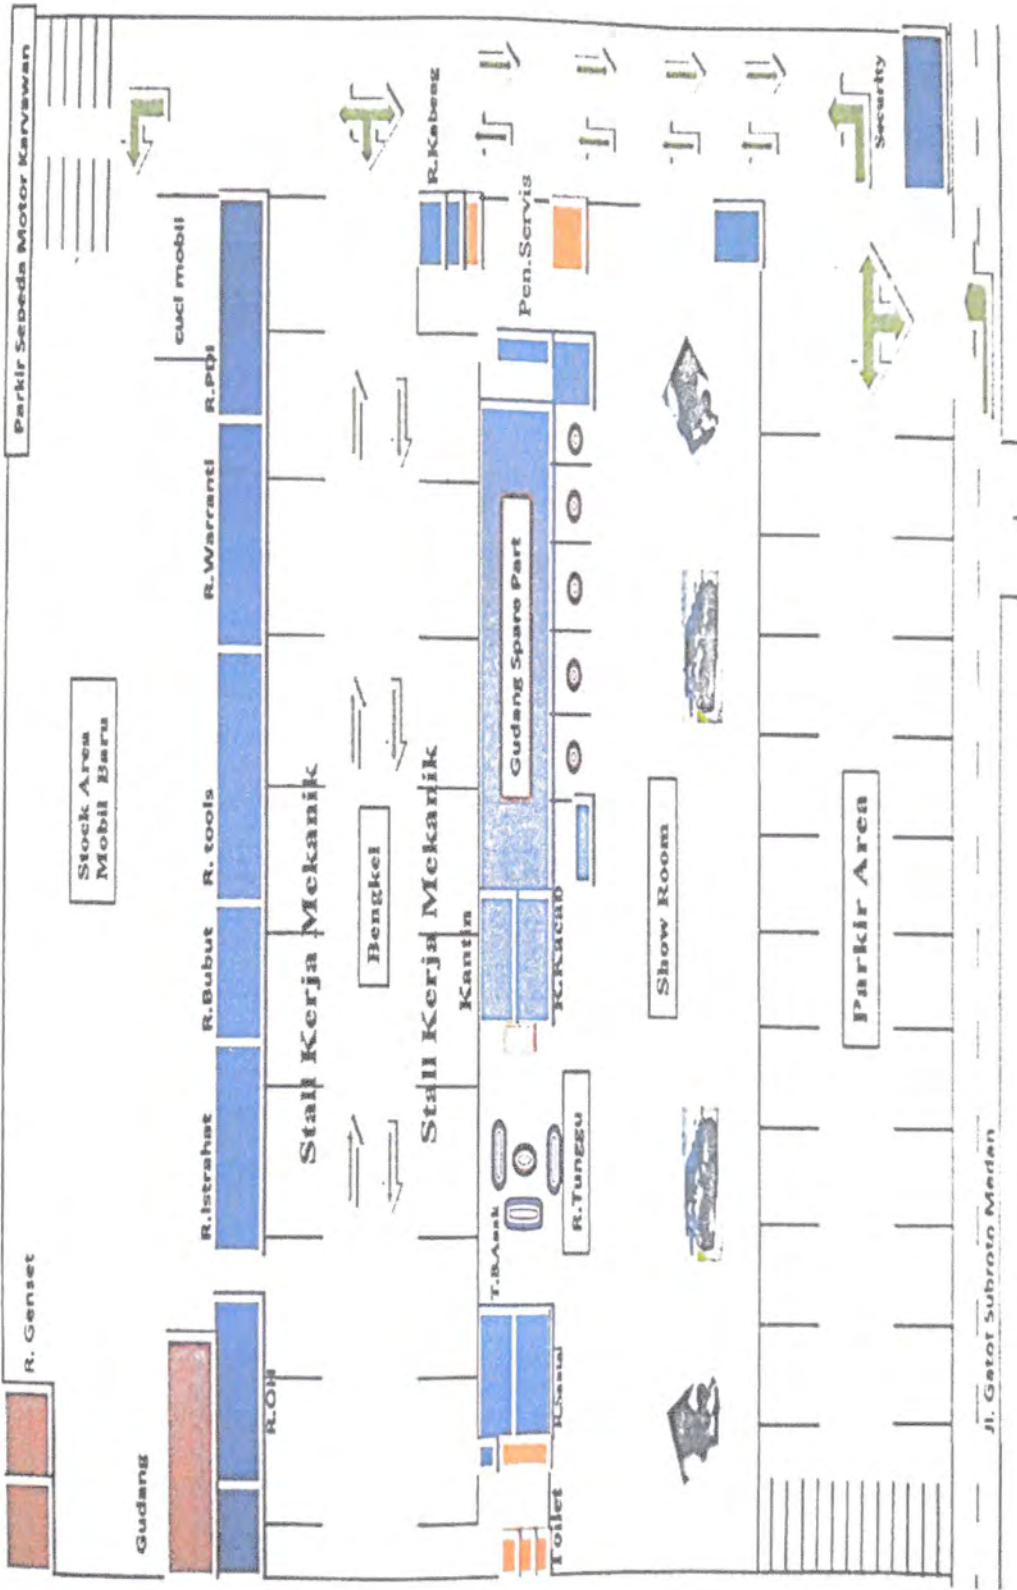 Parkir Sepeda Motor Karyawan
R. Genset
Stock Area
Mobil Baru
cuci mobil
Gudang
R.OH
R.Istrahat
R.Bubut
R. tools
R.Warranti
R.PDI
Stall Kerja Mekanik
Bengkel
Stall Kerja Mekanik
R.Kabeng
Pen.Servis
Kantin
Gudang Spare Part
R.Kacab
T.B.Anak
R.Tunggu
Toilet
Show Room
Parkir Area
Security
Jl. Gatot Subroto Medan